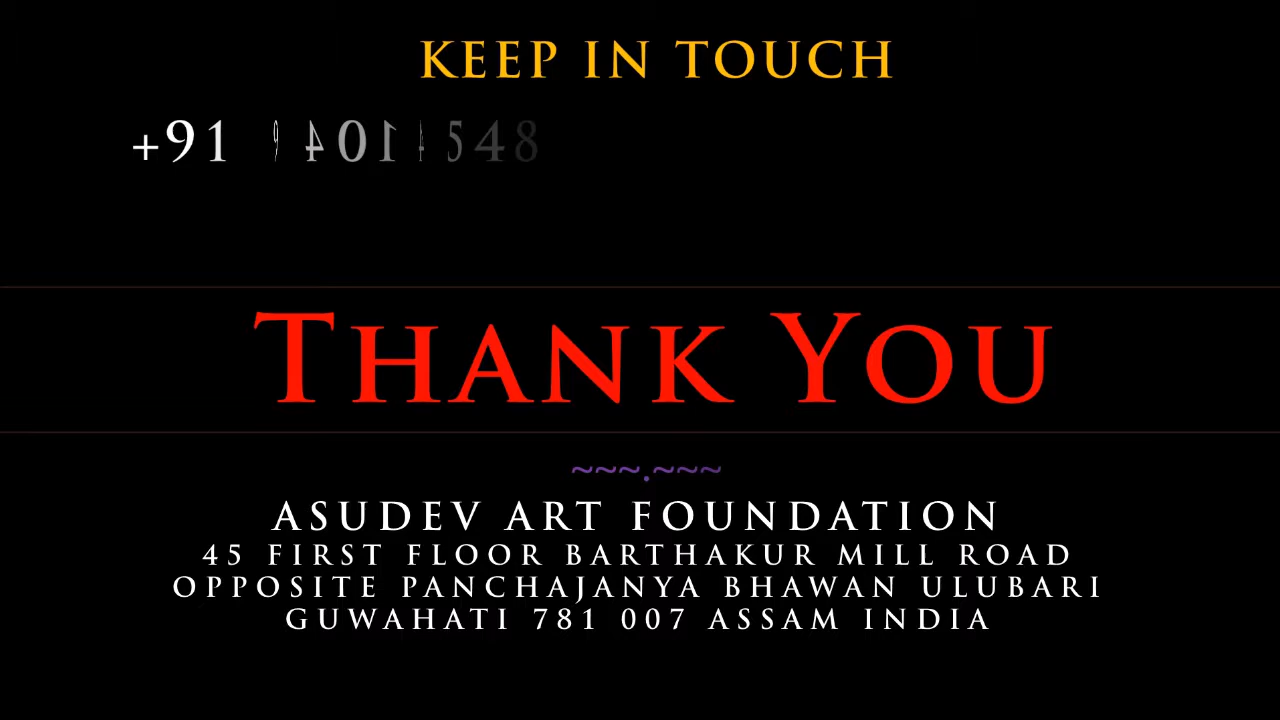 KEEP IN TOUCH
+91
THANK YOU
~~~.~~~
ASUDEV ART FOUNDATION
45 FIRST FLOOR BARTHAKUR MILL ROAD
OPPOSITE PANCHAJANYA BHAWAN ULUBARI
GUWAHATI 781 007 ASSAM INDIA